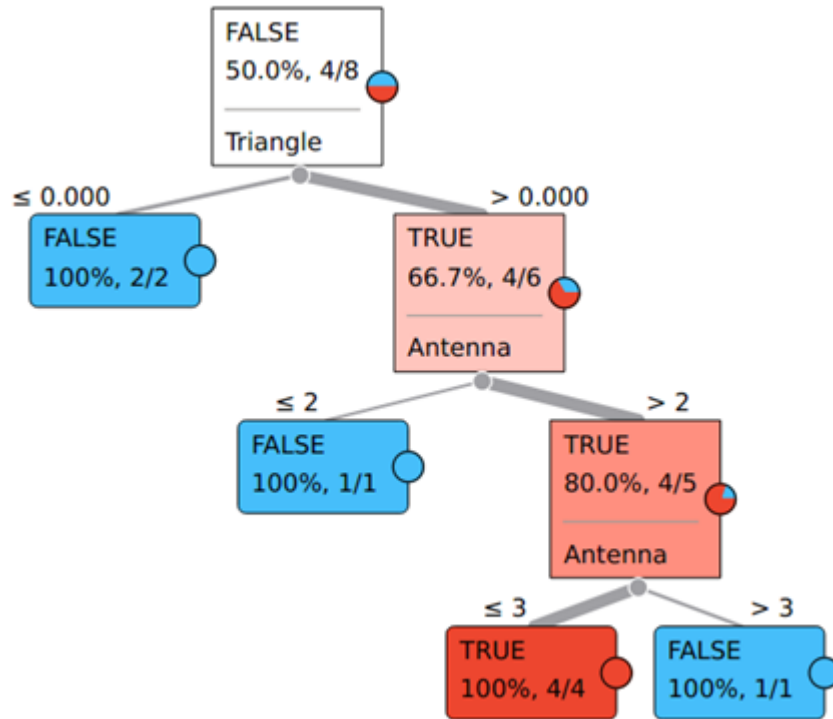 FALSE
50.0%, 4/8
Triangle
≤ 0.000
> 0.000
FALSE
100%, 2/2
TRUE
66.7%, 4/6
Antenna
≤ 2
> 2
FALSE
100%, 1/1
TRUE
80.0%, 4/5
Antenna
≤ 3
> 3
TRUE
100%, 4/4
FALSE
100%, 1/1